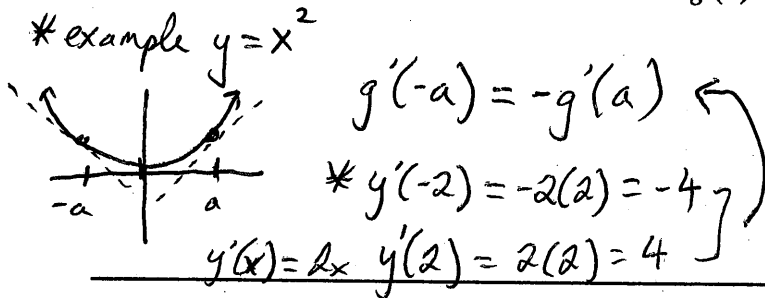 * example y = x²
g'(-a) = -g'(a)
-a a
* y'(-2) = -2(2) = -4
y'(x) = 2x y'(2) = 2(2) = 4